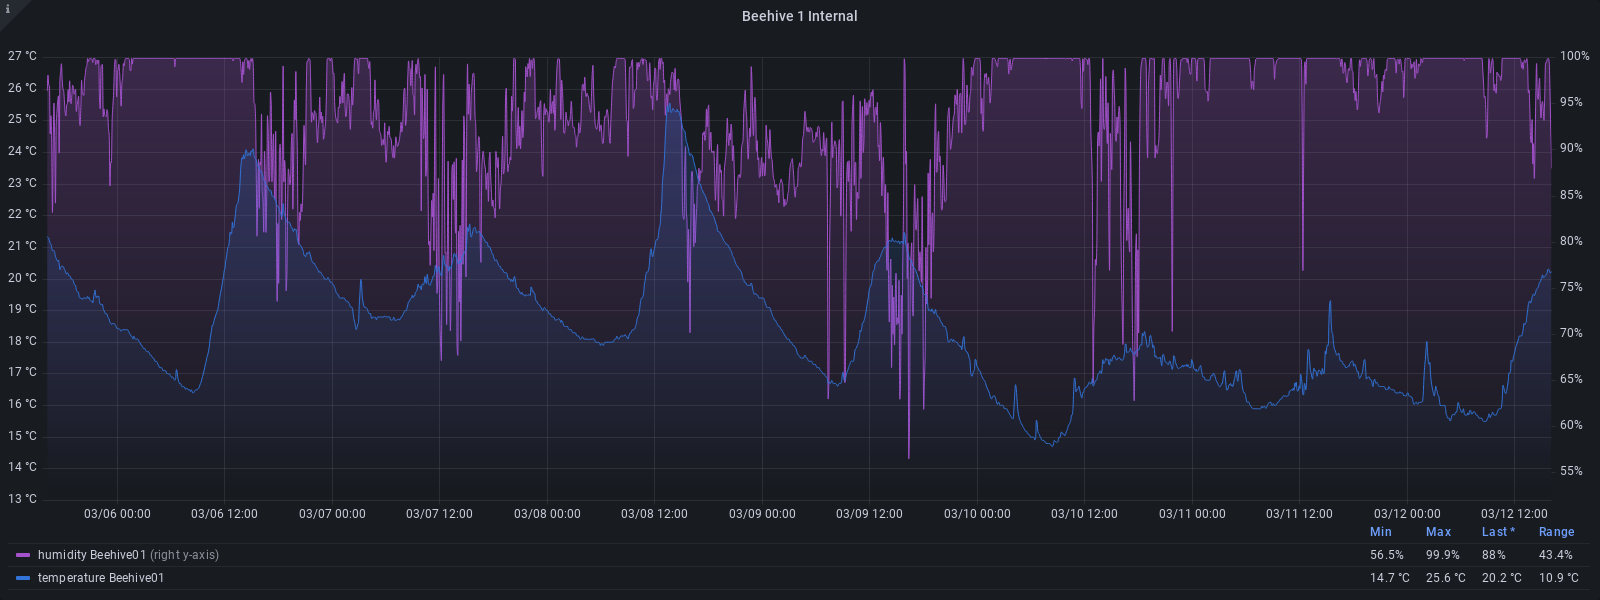 i
Beehive 1 Internal
27 °C
26 °C
25 °C
24 °C
23 °C
22 °C
21 °C
20 °C
19 °C
18 °C
17 °C
16 °C
15 °C
14 °C
13 °C
100%
95%
90%
85%
80%
75%
70%
65%
60%
55%
03/06 00:00 03/06 12:00 03/07 00:00 03/07 12:00 03/08 00:00 03/08 12:00 03/09 00:00 03/09 12:00 03/10 00:00 03/10 12:00 03/11 00:00 03/11 12:00 03/12 00:00 03/12 12:00
Min Max Last * Range
humidity Beehive01 (right y-axis) 56.5% 99.9% 88% 43.4%
temperature Beehive01 14.7 °C 25.6 °C 20.2 °C 10.9 °C